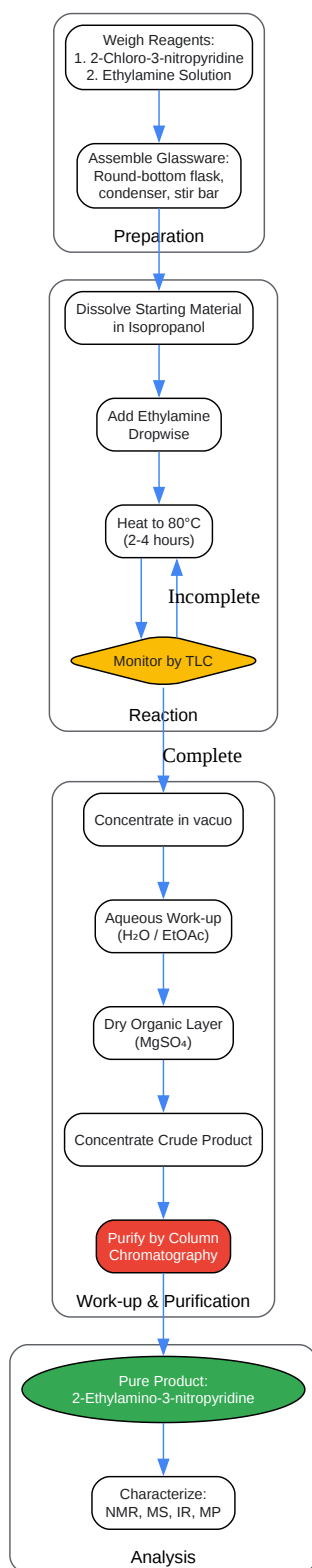 Weigh Reagents:
1. 2-Chloro-3-nitropyridine
2. Ethylamine Solution
Assemble Glassware:
Round-bottom flask,
condenser, stir bar
Preparation
Dissolve Starting Material
in Isopropanol
Add Ethylamine
Dropwise
Heat to 80°C
(2-4 hours)
Incomplete
Monitor by TLC
Reaction
Complete
Concentrate in vacuo
Aqueous Work-up
(H₂O / EtOAc)
Dry Organic Layer
(MgSO₄)
Concentrate Crude Product
Purify by Column
Chromatography
Work-up & Purification
Pure Product:
2-Ethylamino-3-nitropyridine
Characterize:
NMR, MS, IR, MP
Analysis